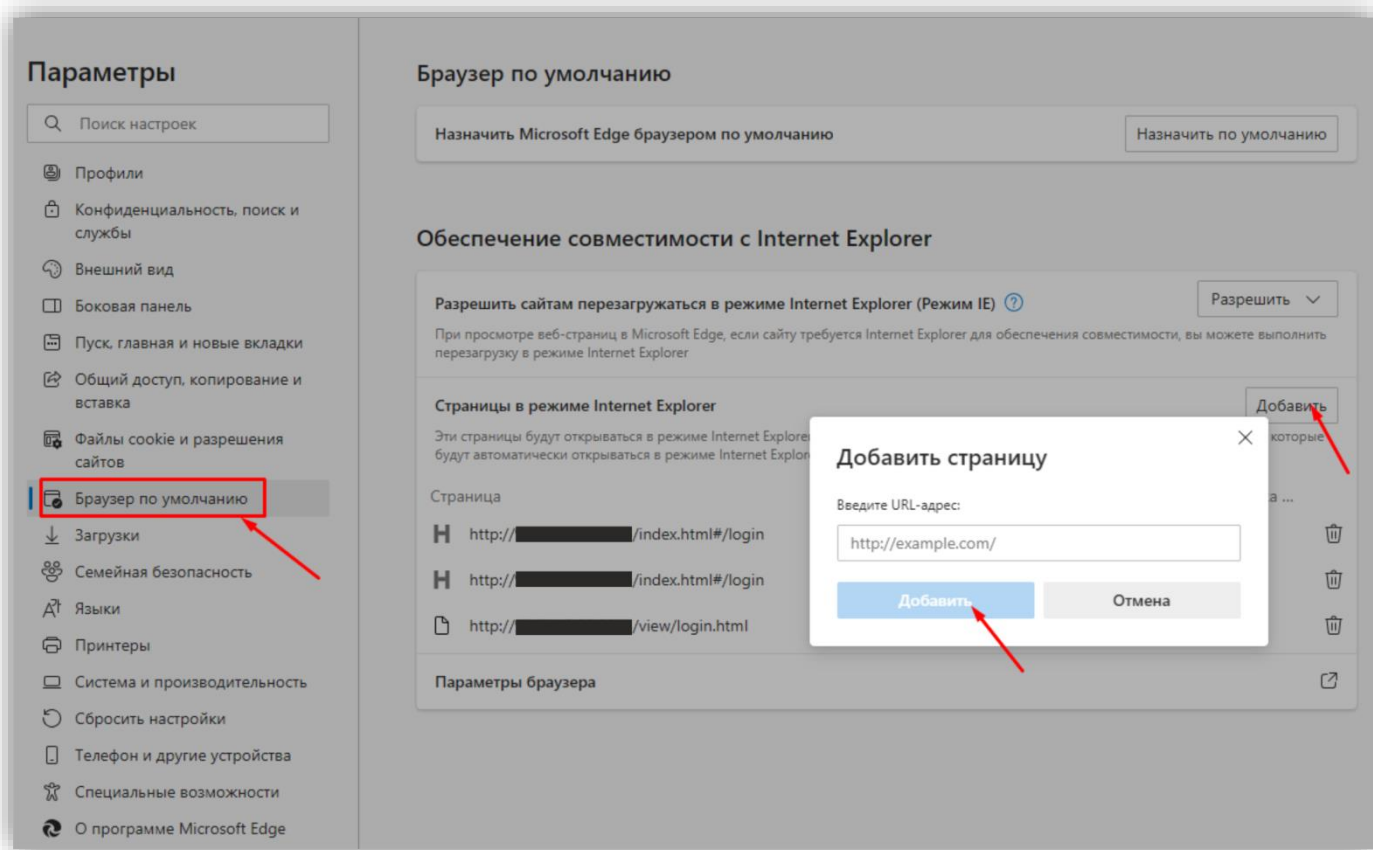 Параметры
Поиск настроек
Профили
Конфиденциальность, поиск и
службы
Внешний вид
Боковая панель
Пуск, главная и новые вкладки
Общий доступ, копирование и
вставка
Файлы cookie и разрешения
сайтов
Браузер по умолчанию
Загрузки
Семейная безопасность
Языки
Принтеры
Система и производительность
Сбросить настройки
Телефон и другие устройства
Специальные возможности
О программе Microsoft Edge
Браузер по умолчанию
Назначить Microsoft Edge браузером по умолчанию
Назначить по умолчанию
Обеспечение совместимости с Internet Explorer
Разрешить сайтам перезагружаться в режиме Internet Explorer (Режим IE)
Разрешить
При просмотре веб-страниц в Microsoft Edge, если сайту требуется Internet Explorer для обеспечения совместимости, вы можете выполнить
перезагрузку в режиме Internet Explorer
Страницы в режиме Internet Explorer
Добавить
Эти страницы будут открываться в режиме Internet которые
будут автоматически открываться в режиме Internet
Страница
H http:// /index.html#/login
H http:// /index.html#/login
http:// /view/login.html
Параметры браузера
Добавить страницу
Введите URL-адрес:
http://example.com/
Добавить
Отмена